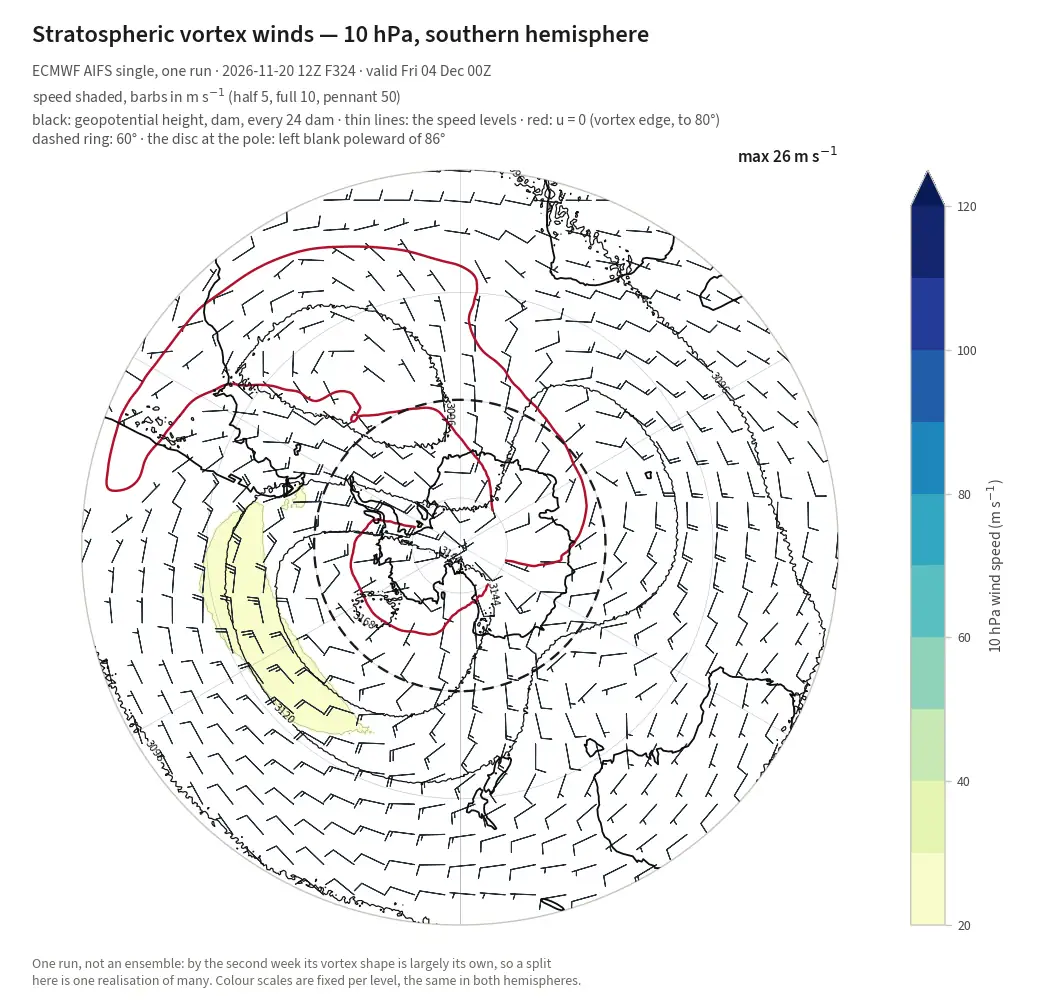 Stratospheric vortex winds — 10 hPa, southern hemisphere
ECMWF AIFS single, one run · 2026-11-20 12Z F324 · valid Fri 04 Dec 00Z
speed shaded, barbs in m s⁻¹ (half 5, full 10, pennant 50)
black: geopotential height, dam, every 24 dam · thin lines: the speed levels · red: u = 0 (vortex edge, to 80°)
dashed ring: 60° · the disc at the pole: left blank poleward of 86°
max 26 m s⁻¹
120
100
80
60
40
20
10 hPa wind speed (m s⁻¹)
3096
3096
3144
3120
3096
One run, not an ensemble: by the second week its vortex shape is largely its own, so a split
here is one realisation of many. Colour scales are fixed per level, the same in both hemispheres.